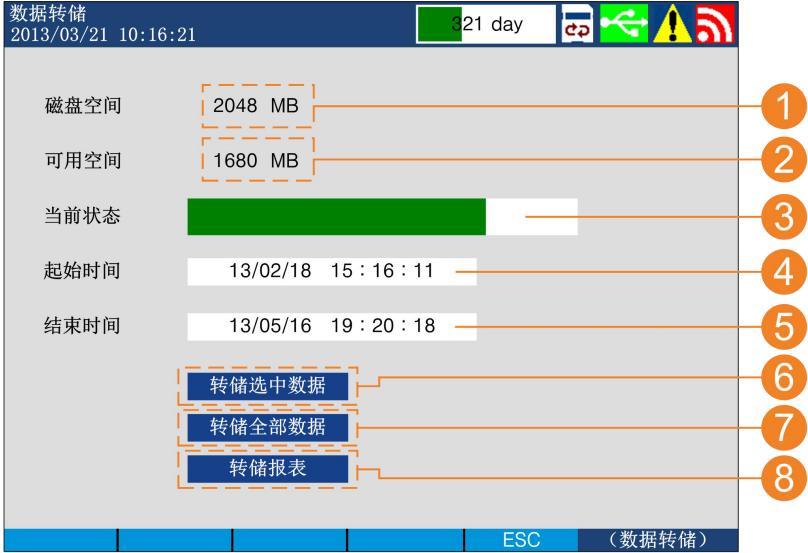 数据转储
2013/03/21 10:16:21
321 day
磁盘空间 2048 MB 1
可用空间 1680 MB 2
当前状态 3
起始时间 13/02/18 15:16:11 4
结束时间 13/05/16 19:20:18 5
转储选中数据 6
转储全部数据 7
转储报表 8
ESC (数据转储)